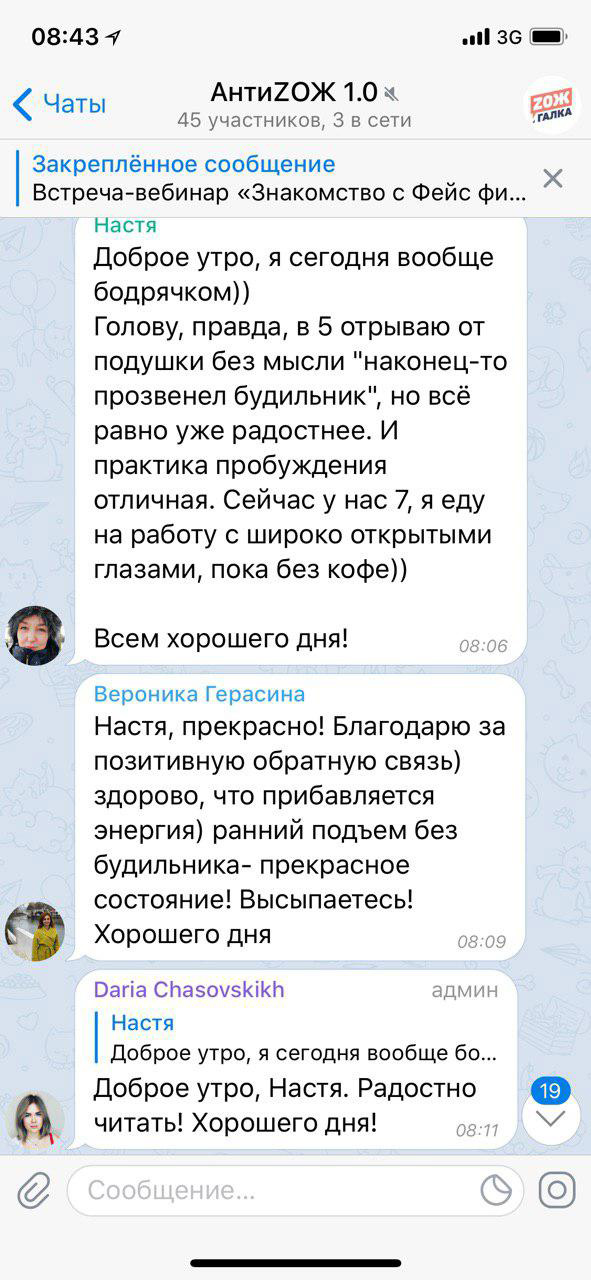 08:43
3G
Чаты
АнтиZОЖ 1.0
45 участников, 3 в сети
ZОЖ
ГАЛКА
Закреплённое сообщение
Встреча-вебинар «Знакомство с Фейс фи...
Настя
Доброе утро, я сегодня вообще
бодрячком))
Голову, правда, в 5 отрываю от
подушки без мысли "наконец-то
прозвенел будильник", но всё
равно уже радостнее. И
практика пробуждения
отличная. Сейчас у нас 7, я еду
на работу с широко открытыми
глазами, пока без кофе))
Всем хорошего дня!
08:06
Вероника Герасина
Настя, прекрасно! Благодарю за
позитивную обратную связь)
здорово, что прибавляется
энергия) ранний подъем без
будильника- прекрасное
состояние! Высыпаетесь!
Хорошего дня
08:09
Daria Chasovskikh админ
Настя
Доброе утро, я сегодня вообще бо...
Доброе утро, Настя. Радостно
читать! Хорошего дня!
08:11
19
Сообщение...